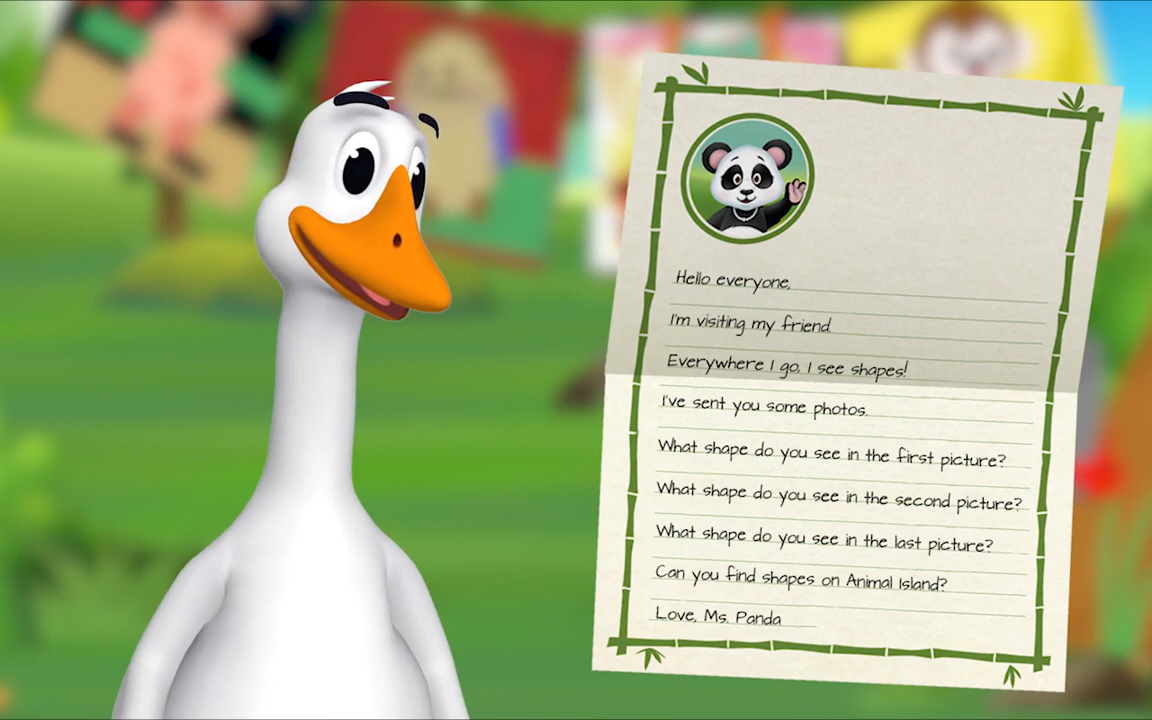 Hello everyone,
I'm visiting my friend.
Everywhere I go, I see shapes!
I've sent you some photos.
What shape do you see in the first picture?
What shape do you see in the second picture?
What shape do you see in the last picture?
Can you find shapes on Animal Island?
Love, Ms. Panda